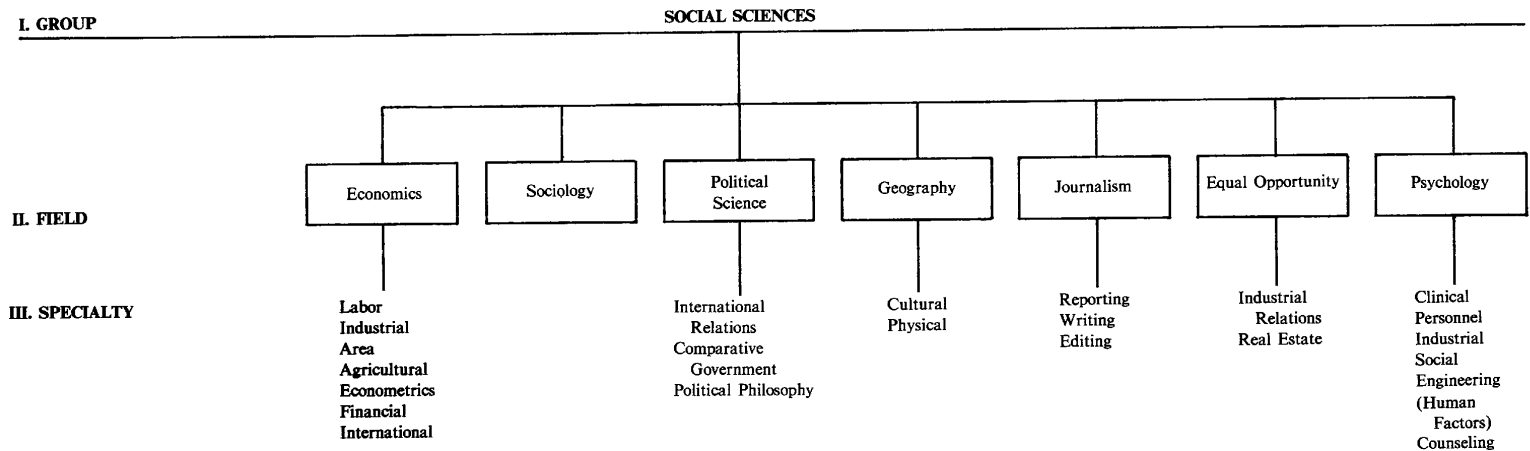 I. GROUP
SOCIAL SCIENCES
II. FIELD
Economics
Sociology
Political
Science
Geography
Journalism
Equal Opportunity
Psychology
III. SPECIALTY
Labor
Industrial
Area
Agricultural
Econometrics
Financial
International
International
Relations
Comparative
Government
Political Philosophy
Cultural
Physical
Reporting
Writing
Editing
Industrial
Relations
Real Estate
Clinical
Personnel
Industrial
Social
Engineering
(Human
Factors)
Counseling